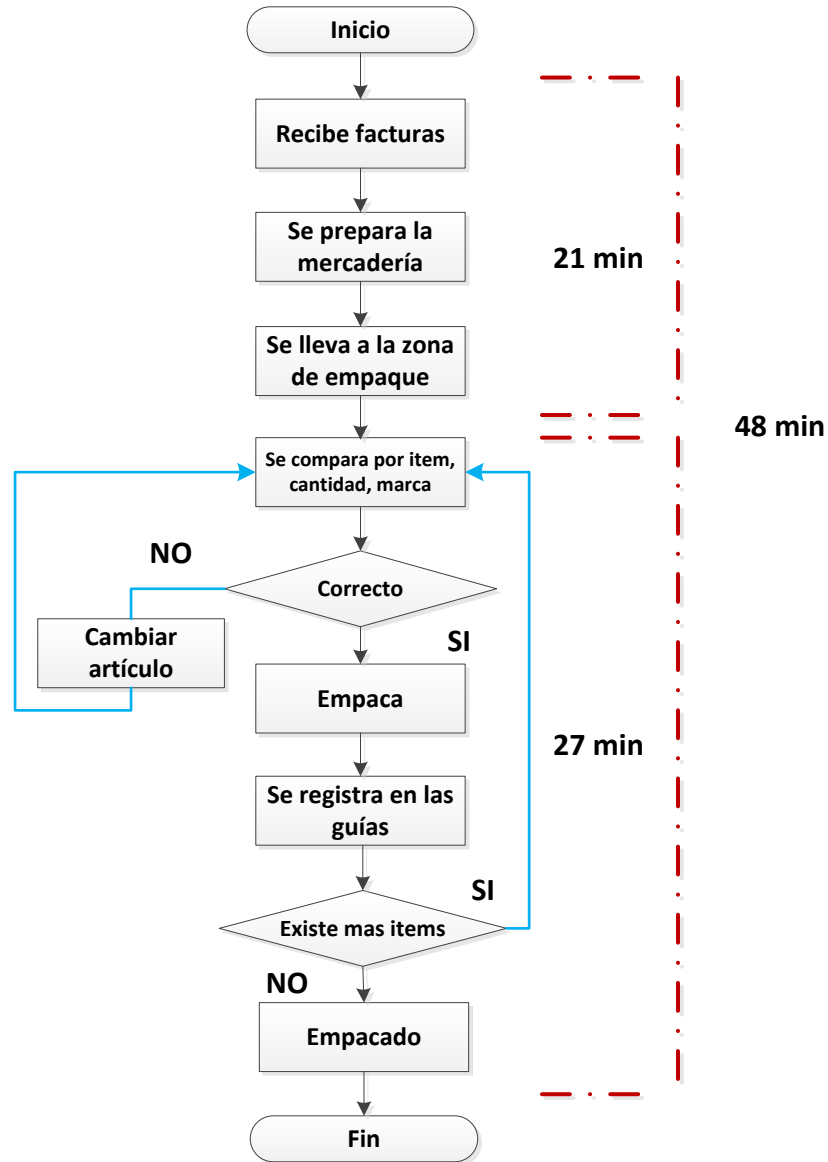 Inicio
Recibe facturas
Se prepara la
mercadería
21 min
Se lleva a la zona
de empaque
48 min
Se compara por item,
cantidad, marca
NO
Correcto
Cambiar
artículo
SI
Empaca
27 min
Se registra en las
guías
SI
Existe mas items
NO
Empacado
Fin